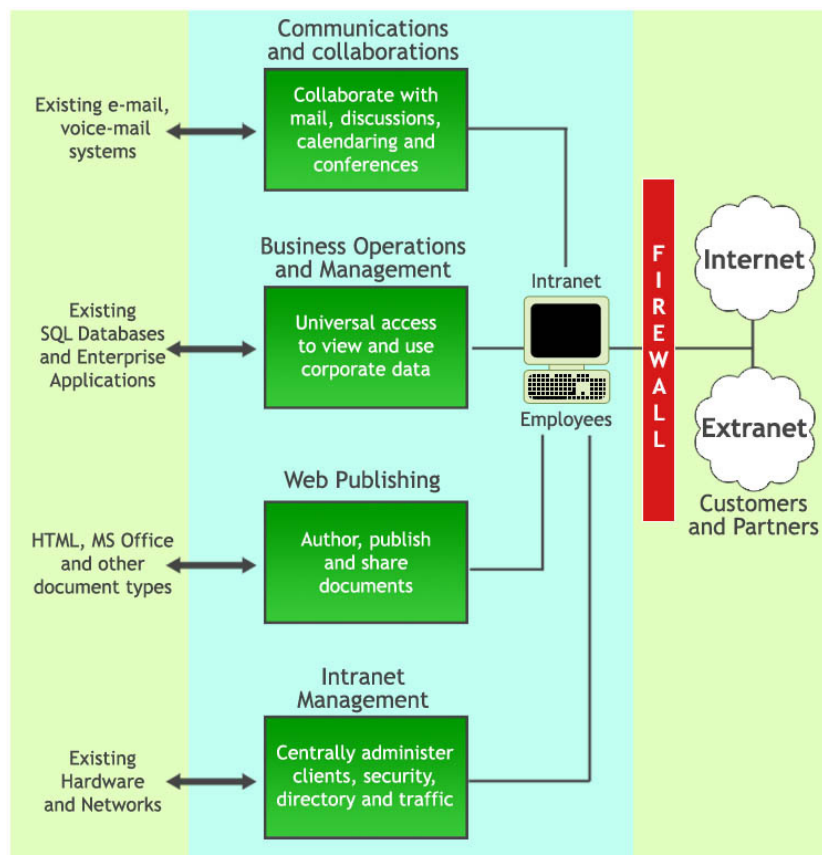 Communications
and collaborations
Existing e-mail,
voice-mail
systems
Collaborate with
mail, discussions,
calendaring and
conferences
Business Operations
and Management
Existing
SQL Databases
and Enterprise
Applications
Universal access
to view and use
corporate data
Intranet
Employees
FIREWALL
Internet
Extranet
Customers
and Partners
Web Publishing
HTML, MS Office
and other
document types
Author, publish
and share
documents
Intranet
Management
Existing
Hardware
and Networks
Centrally administer
clients, security,
directory and traffic